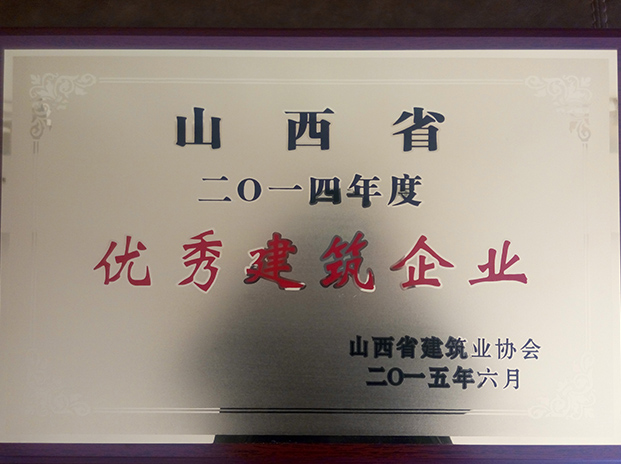 山西省
二〇一四年度
优秀建筑企业
山西省建筑业协会
二〇一五年六月